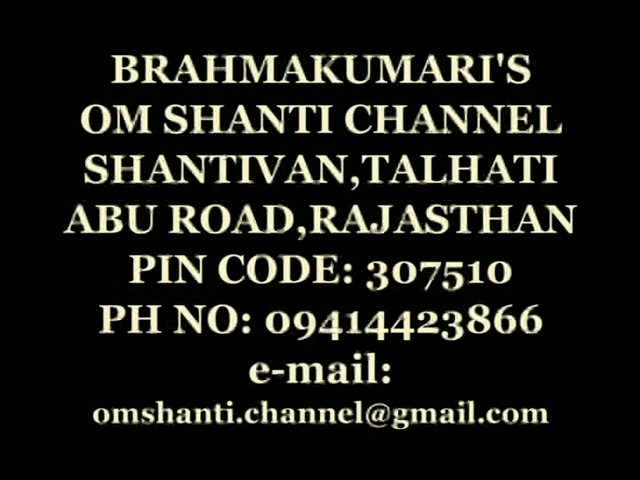 BRAHMAKUMARI'S
OM SHANTI CHANNEL
SHANTIVAN,TALHATI
ABU ROAD,RAJASTHAN
PIN CODE: 307510
PH NO: 09414423866
e-mail:
omshanti.channel@gmail.com